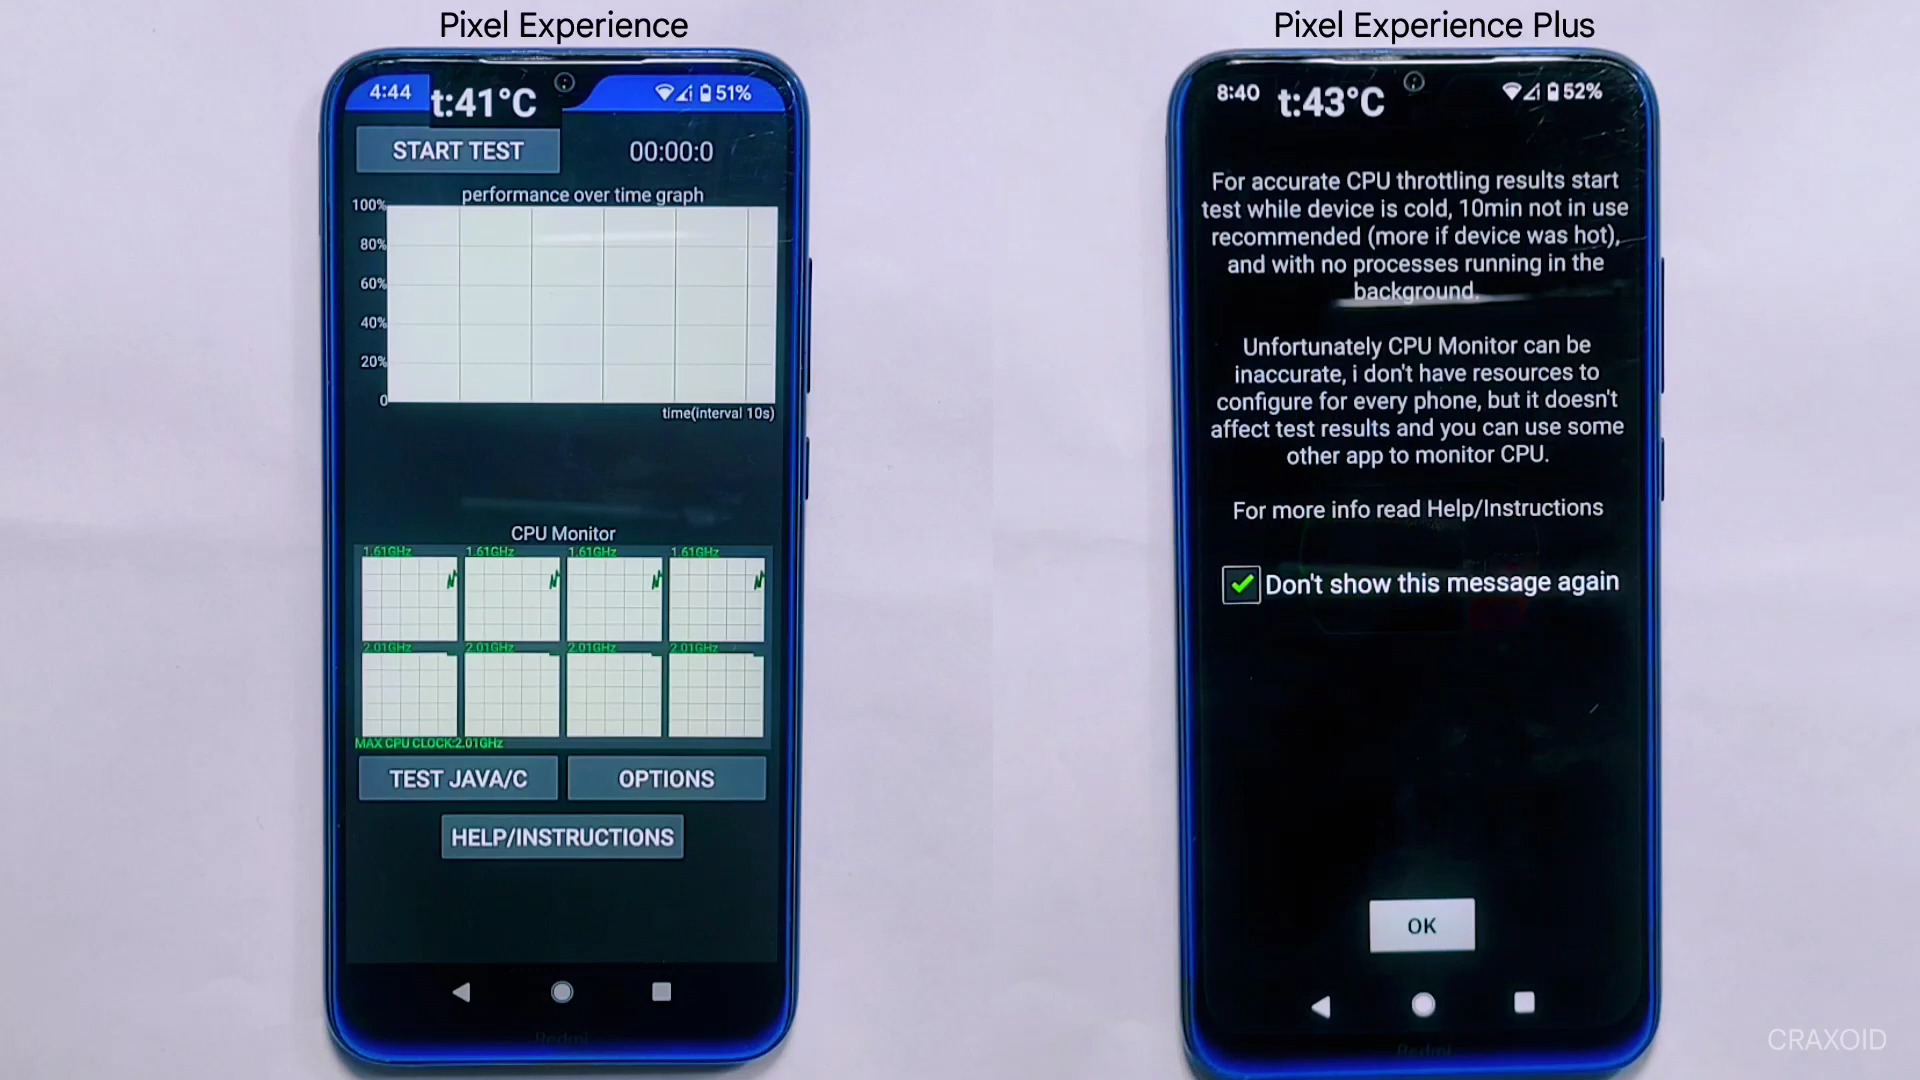 Pixel Experience
4:44
t:41°C
51%
START TEST
00:00:0
performance over time graph
100%
80%
60%
40%
20%
0
time(interval 10s)
CPU Monitor
1.61GHz 1.61GHz 1.61GHz 1.61GHz
2.01GHz 2.01GHz 2.01GHz 2.01GHz
MAX CPU CLOCK:2.01GHz
TEST JAVA/C
OPTIONS
HELP/INSTRUCTIONS
Redmi
Pixel Experience Plus
8:40
t:43°C
52%
For accurate CPU throttling results start
test while device is cold, 10min not in use
recommended (more if device was hot),
and with no processes running in the
background.
Unfortunately CPU Monitor can be
inaccurate, i don't have resources to
configure for every phone, but it doesn't
affect test results and you can use some
other app to monitor CPU.
For more info read Help/Instructions
Don't show this message again
OK
Redmi
CRAXOID